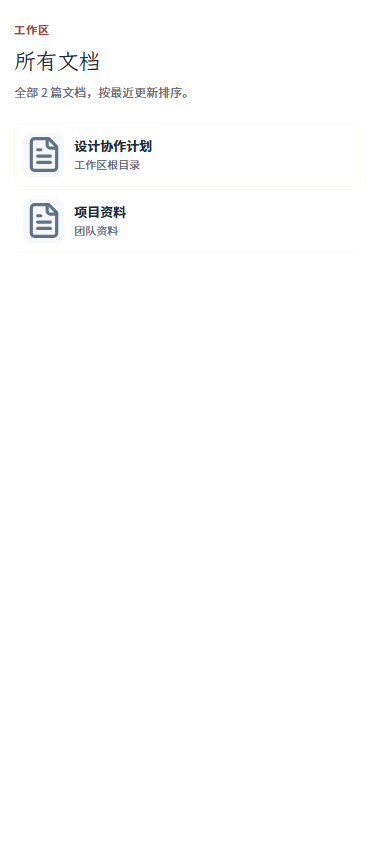 工作区
所有文档
全部 2 篇文档，按最近更新排序。
设计协作计划
工作区根目录
项目资料
团队资料